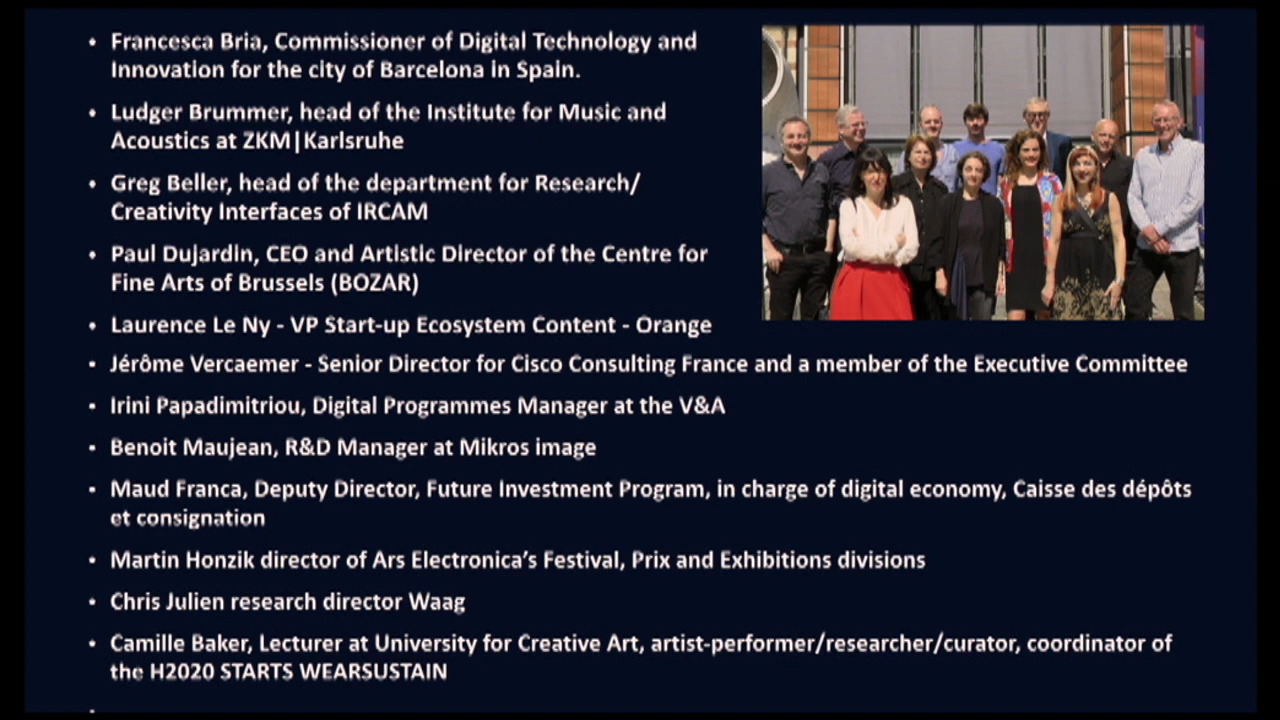 • Francesca Bria, Commissioner of Digital Technology and
Innovation for the city of Barcelona in Spain.
• Ludger Brummer, head of the Institute for Music and
Acoustics at ZKM|Karlsruhe
• Greg Beller, head of the department for Research/
Creativity Interfaces of IRCAM
• Paul Dujardin, CEO and Artistic Director of the Centre for
Fine Arts of Brussels (BOZAR)
• Laurence Le Ny - VP Start-up Ecosystem Content - Orange
• Jérôme Vercaemer - Senior Director for Cisco Consulting France and a member of the Executive Committee
• Irini Papadimitriou, Digital Programmes Manager at the V&A
• Benoit Maujean, R&D Manager at Mikros image
• Maud Franca, Deputy Director, Future Investment Program, in charge of digital economy, Caisse des dépôts
et consignation
• Martin Honzik director of Ars Electronica’s Festival, Prix and Exhibitions divisions
• Chris Julien research director Waag
• Camille Baker, Lecturer at University for Creative Art, artist-performer/researcher/curator, coordinator of
the H2020 STARTS WEARSUSTAIN
•